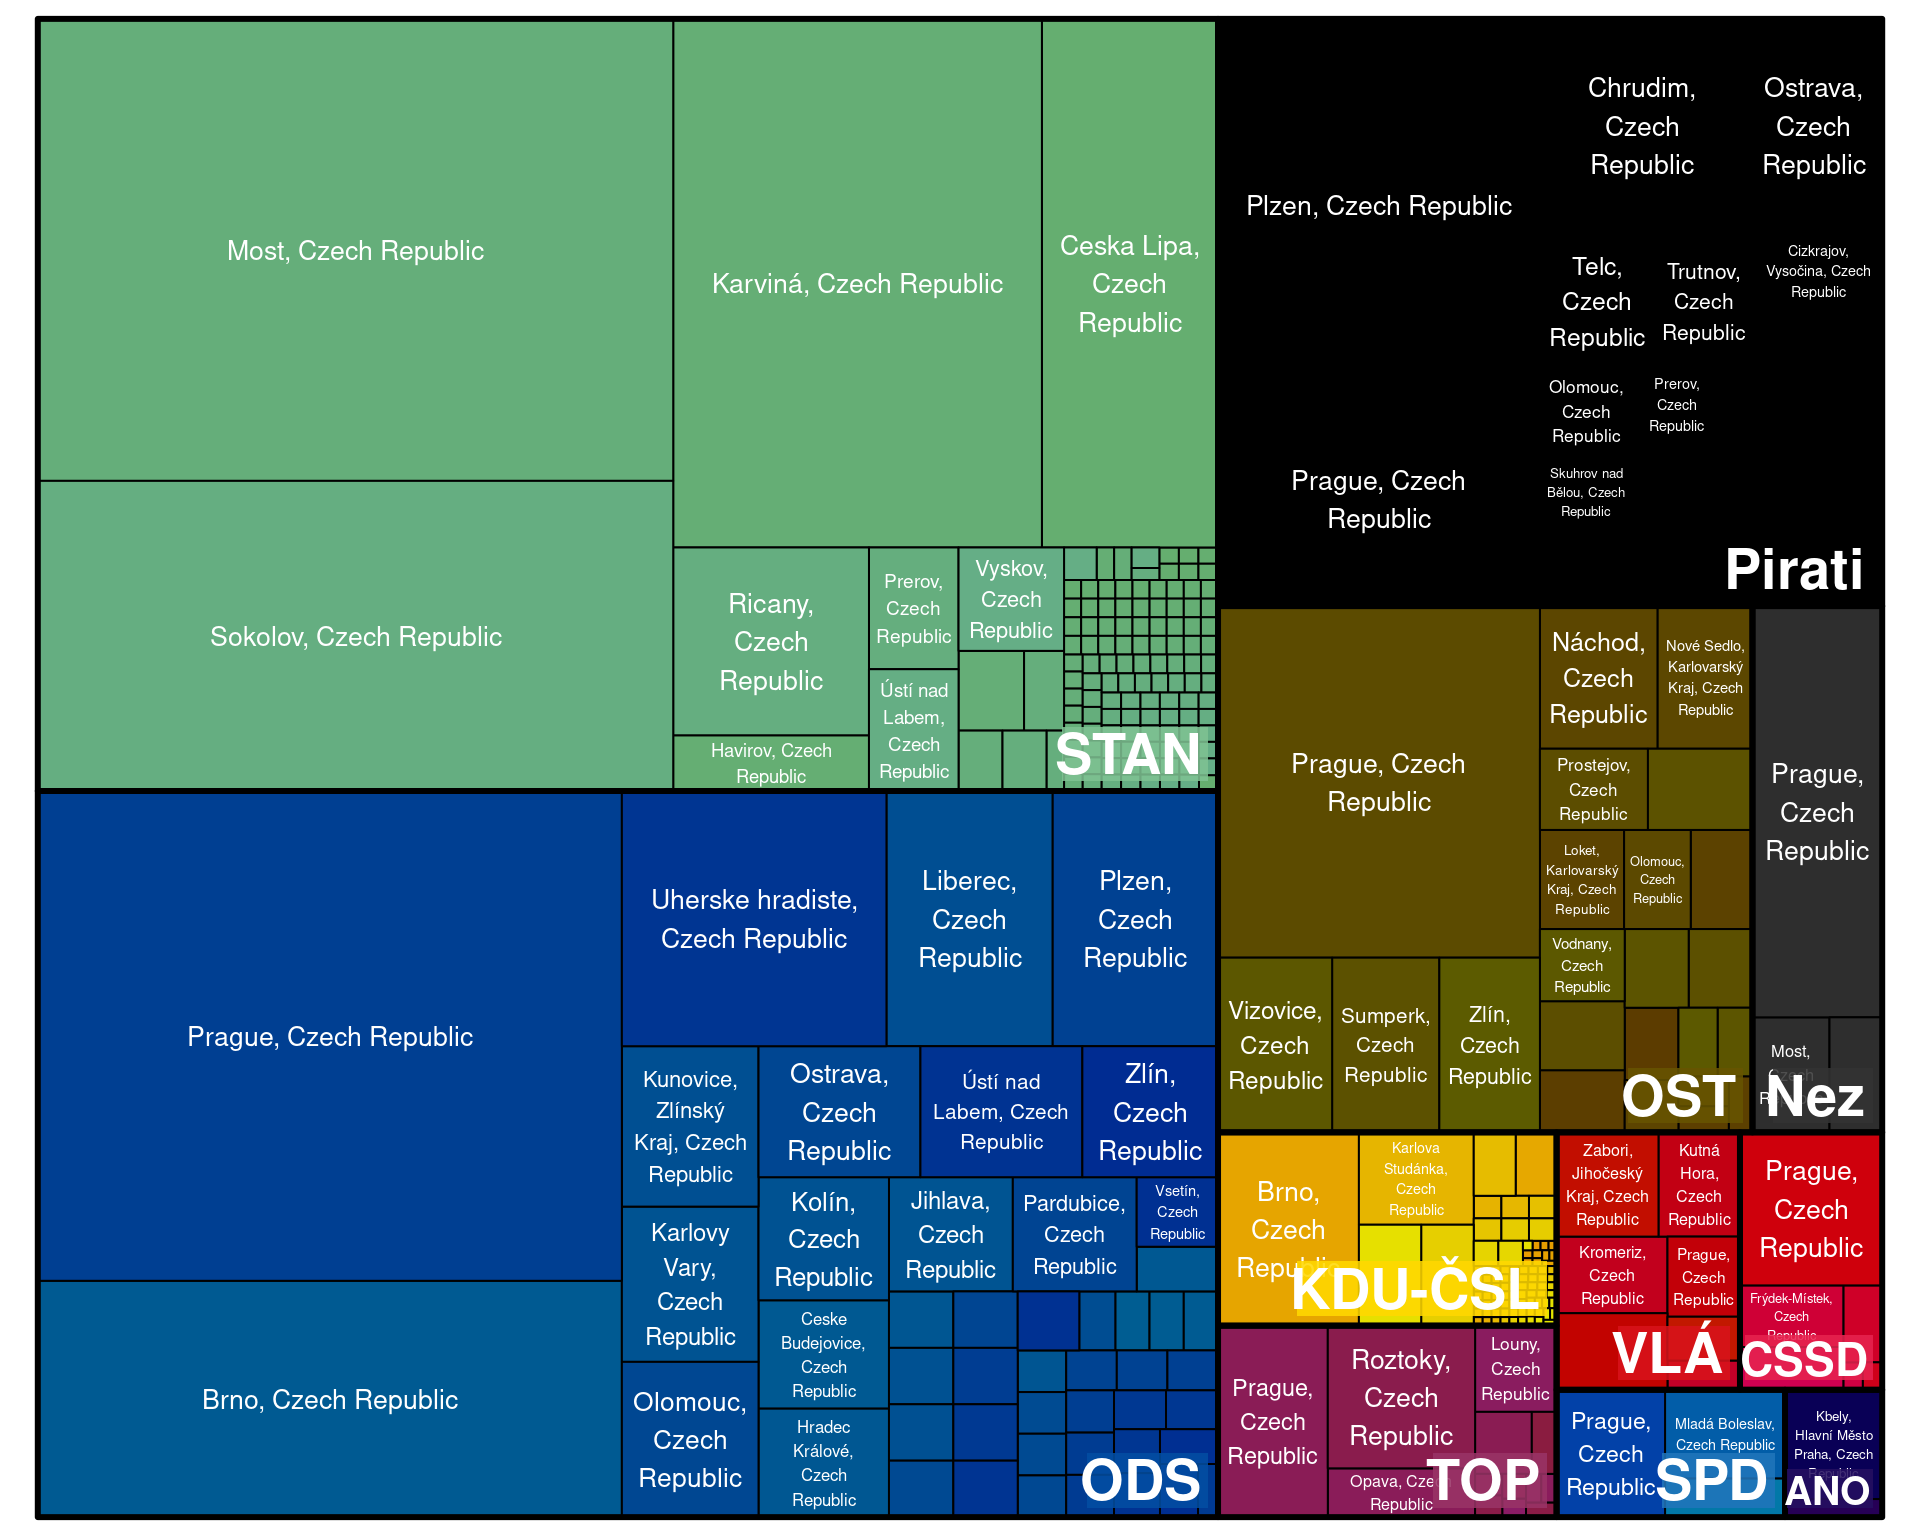 Most, Czech Republic
Sokolov, Czech Republic
Karviná, Czech Republic
Ceska Lipa,
Czech
Republic
Ricany,
Czech
Republic
Havirov, Czech
Republic
Prerov,
Czech
Republic
Ústí nad
Labem,
Czech
Republic
Vyskov,
Czech
Republic
STAN
Prague, Czech Republic
Brno, Czech Republic
Uherske hradiste,
Czech Republic
Liberec,
Czech
Republic
Plzen,
Czech
Republic
Kunovice,
Zlínský
Kraj, Czech
Republic
Karlovy
Vary,
Czech
Republic
Olomouc,
Czech
Republic
Ostrava,
Czech
Republic
Ústí nad
Labem, Czech
Republic
Zlín,
Czech
Republic
Kolín,
Czech
Republic
Jihlava,
Czech
Republic
Pardubice,
Czech
Republic
Vsetín,
Czech
Republic
Ceske
Budejovice,
Czech
Republic
Hradec
Králové,
Czech
Republic
ODS
Plzen, Czech Republic
Prague, Czech
Republic
Chrudim,
Czech
Republic
Ostrava,
Czech
Republic
Telc,
Czech
Republic
Trutnov,
Czech
Republic
Cizkrajov,
Vysočina, Czech
Republic
Olomouc,
Czech
Republic
Prerov,
Czech
Republic
Skuhrov nad
Bělou, Czech
Republic
Pirati
Prague, Czech
Republic
Vizovice,
Czech
Republic
Sumperk,
Czech
Republic
Zlín,
Czech
Republic
Náchod,
Czech
Republic
Nové Sedlo,
Karlovarský
Kraj, Czech
Republic
Prostejov,
Czech
Republic
Loket,
Karlovarský
Kraj, Czech
Republic
Olomouc,
Czech
Republic
Vodnany,
Czech
Republic
OST
Prague,
Czech
Republic
Most,
Czech
Nez
Brno,
Czech
Republic
Karlova
Studánka,
Czech
Republic
KDU-ČSL
Zabori,
Jihočeský
Kraj, Czech
Republic
Kutná
Hora,
Czech
Republic
Kromeriz,
Czech
Republic
Prague,
Czech
Republic
VLÁ
Prague,
Czech
Republic
Frýdek-Místek,
Czech
Republic
CSSD
Prague,
Czech
Republic
Roztoky,
Czech
Republic
Opava, Czech
Republic
Louny,
Czech
Republic
TOP
Prague,
Czech
Republic
Mladá Boleslav,
Czech Republic
SPD
Kbely,
Hlavní Město
Praha, Czech
Republic
ANO